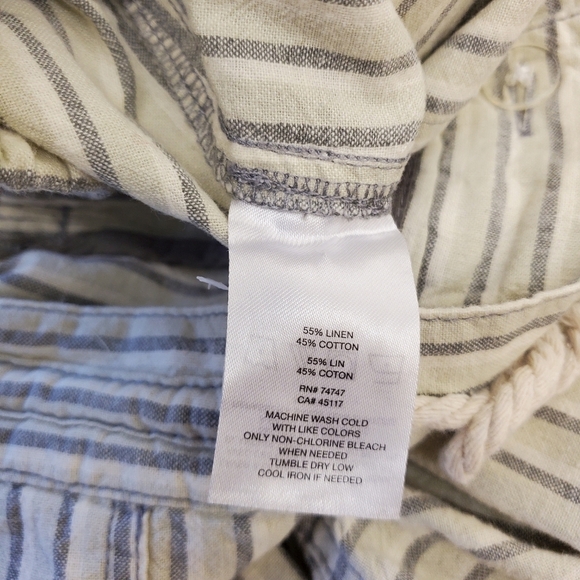 55% LINEN
45% COTTON
55% LIN
45% COTON
RN# 74747
CA# 45117
MACHINE WASH COLD
WITH LIKE COLORS
ONLY NON-CHLORINE BLEACH
WHEN NEEDED
TUMBLE DRY LOW
COOL IRON IF NEEDED